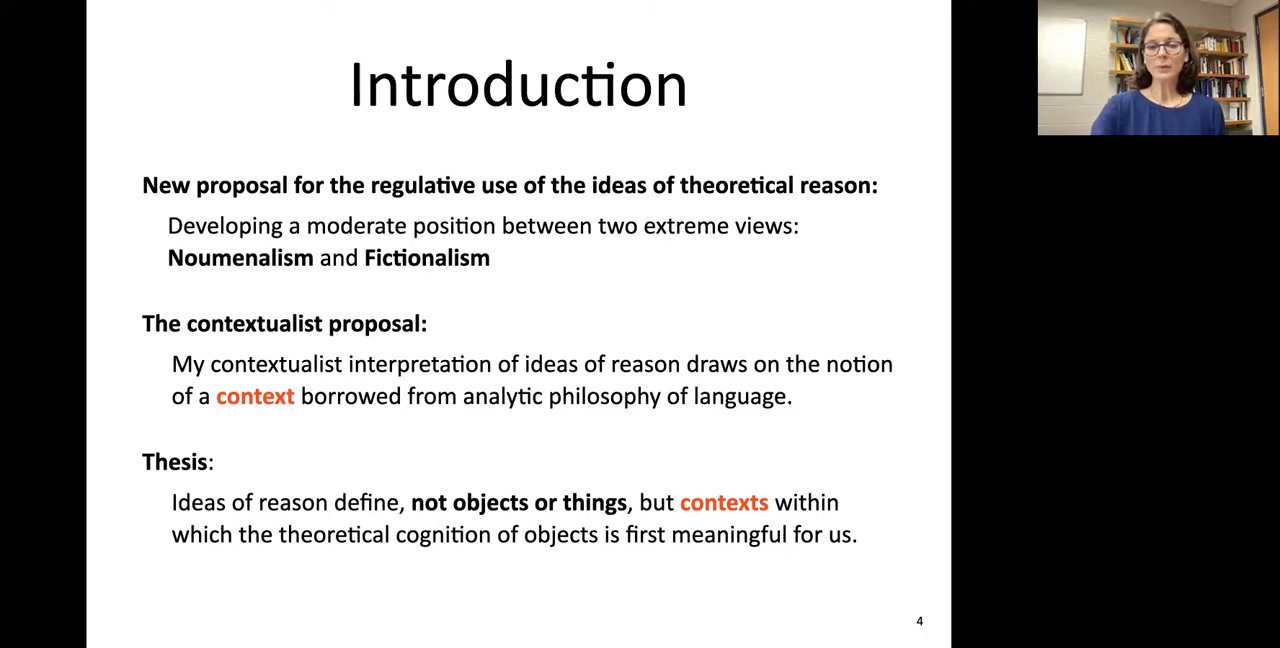 Introduction
New proposal for the regulative use of the ideas of theoretical reason:
Developing a moderate position between two extreme views:
Noumenalism and Fictionalism
The contextualist proposal:
My contextualist interpretation of ideas of reason draws on the notion
of a context borrowed from analytic philosophy of language.
Thesis:
Ideas of reason define, not objects or things, but contexts within
which the theoretical cognition of objects is first meaningful for us.
4